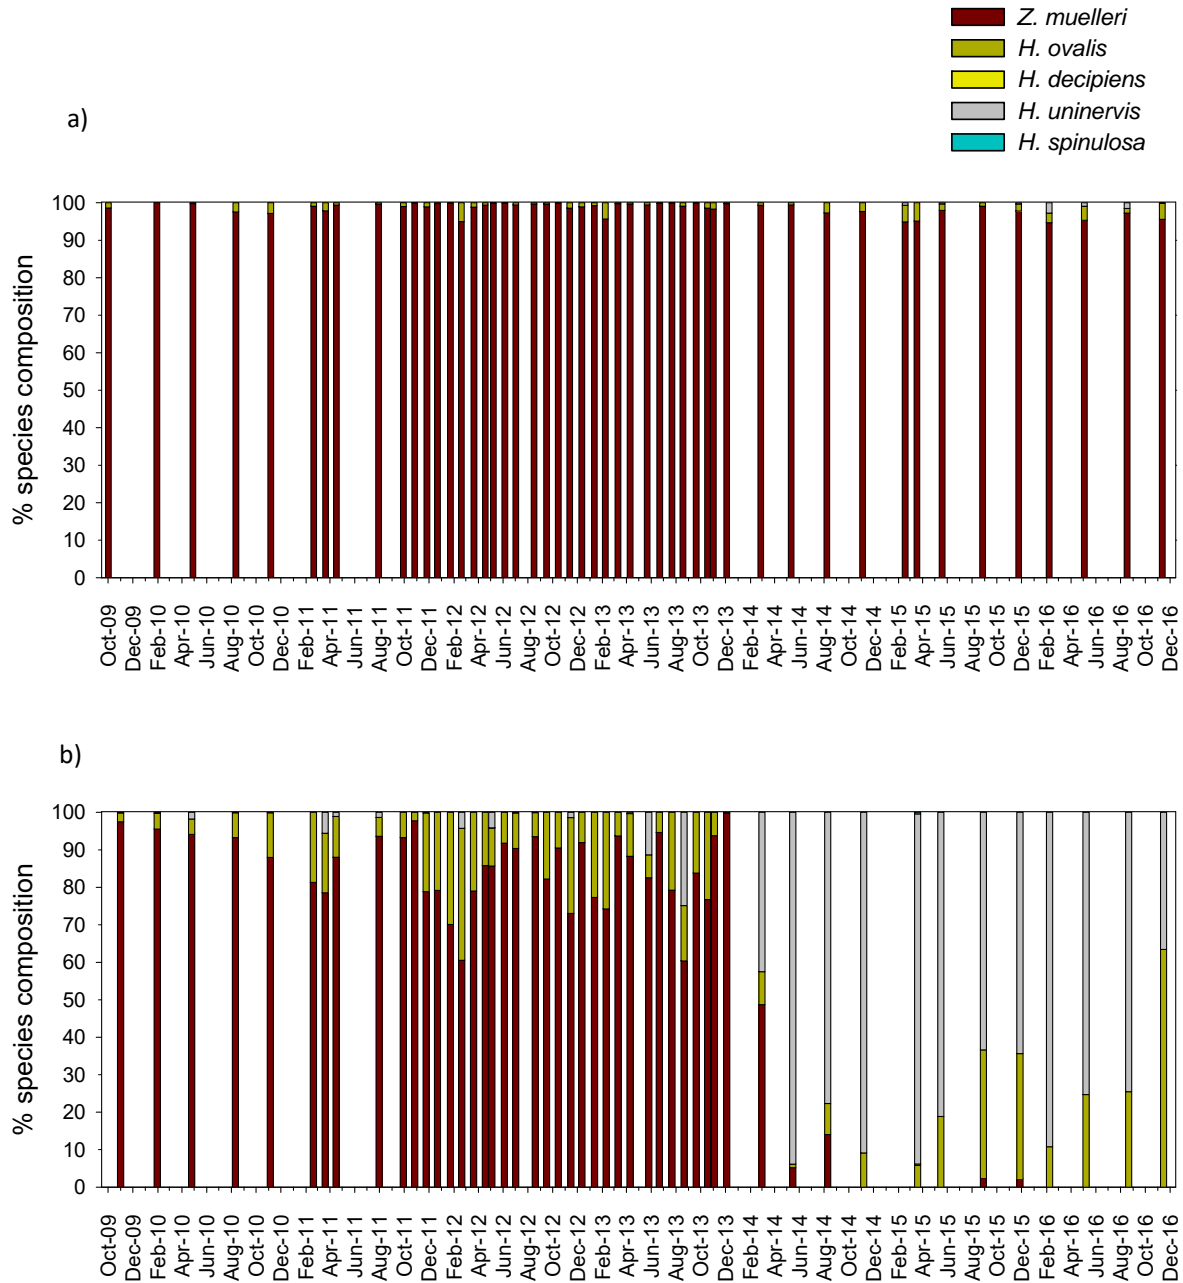 Z. muelleri
H. ovalis
H. decipiens
H. uninervis
H. spinulosa
a)
% species composition
100
90
80
70
60
50
40
30
20
10
0
Oct-09
Dec-09
Feb-10
Apr-10
Jun-10
Aug-10
Oct-10
Dec-10
Feb-11
Apr-11
Jun-11
Aug-11
Oct-11
Dec-11
Feb-12
Apr-12
Jun-12
Aug-12
Oct-12
Dec-12
Feb-13
Apr-13
Jun-13
Aug-13
Oct-13
Dec-13
Feb-14
Apr-14
Jun-14
Aug-14
Oct-14
Dec-14
Feb-15
Apr-15
Jun-15
Aug-15
Oct-15
Dec-15
Feb-16
Apr-16
Jun-16
Aug-16
Oct-16
Dec-16
b)
% species composition
100
90
80
70
60
50
40
30
20
10
0
Oct-09
Dec-09
Feb-10
Apr-10
Jun-10
Aug-10
Oct-10
Dec-10
Feb-11
Apr-11
Jun-11
Aug-11
Oct-11
Dec-11
Feb-12
Apr-12
Jun-12
Aug-12
Oct-12
Dec-12
Feb-13
Apr-13
Jun-13
Aug-13
Oct-13
Dec-13
Feb-14
Apr-14
Jun-14
Aug-14
Oct-14
Dec-14
Feb-15
Apr-15
Jun-15
Aug-15
Oct-15
Dec-15
Feb-16
Apr-16
Jun-16
Aug-16
Oct-16
Dec-16